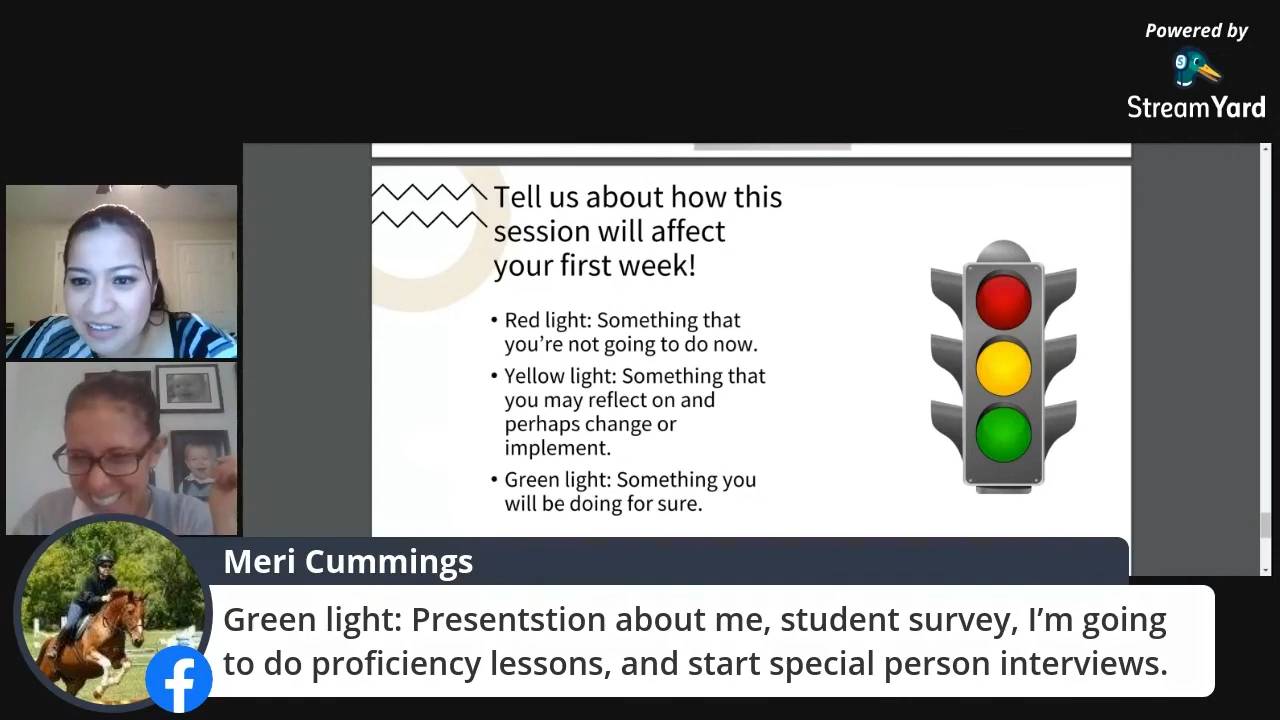 Powered by
StreamYard
Tell us about how this
session will affect
your first week!
• Red light: Something that
you’re not going to do now.
• Yellow light: Something that
you may reflect on and
perhaps change or
implement.
• Green light: Something you
will be doing for sure.
Meri Cummings
Green light: Presentstion about me, student survey, I’m going
to do proficiency lessons, and start special person interviews.